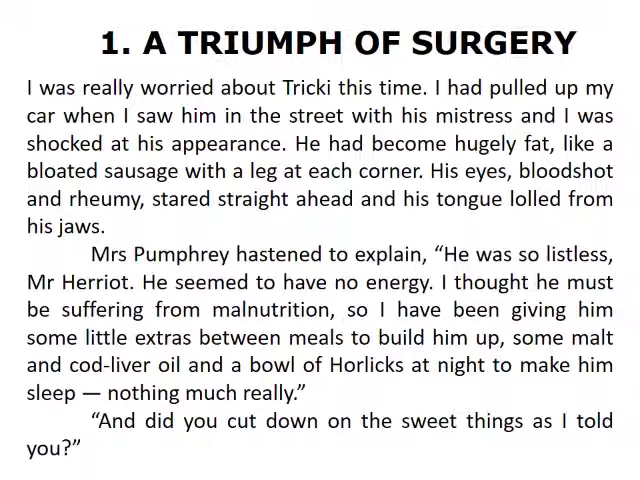 1. A TRIUMPH OF SURGERY
I was really worried about Tricki this time. I had pulled up my
car when I saw him in the street with his mistress and I was
shocked at his appearance. He had become hugely fat, like a
bloated sausage with a leg at each corner. His eyes, bloodshot
and rheumy, stared straight ahead and his tongue lolled from
his jaws.
Mrs Pumphrey hastened to explain, “He was so listless,
Mr Herriot. He seemed to have no energy. I thought he must
be suffering from malnutrition, so I have been giving him
some little extras between meals to build him up, some malt
and cod-liver oil and a bowl of Horlicks at night to make him
sleep — nothing much really.”
“And did you cut down on the sweet things as I told
you?”